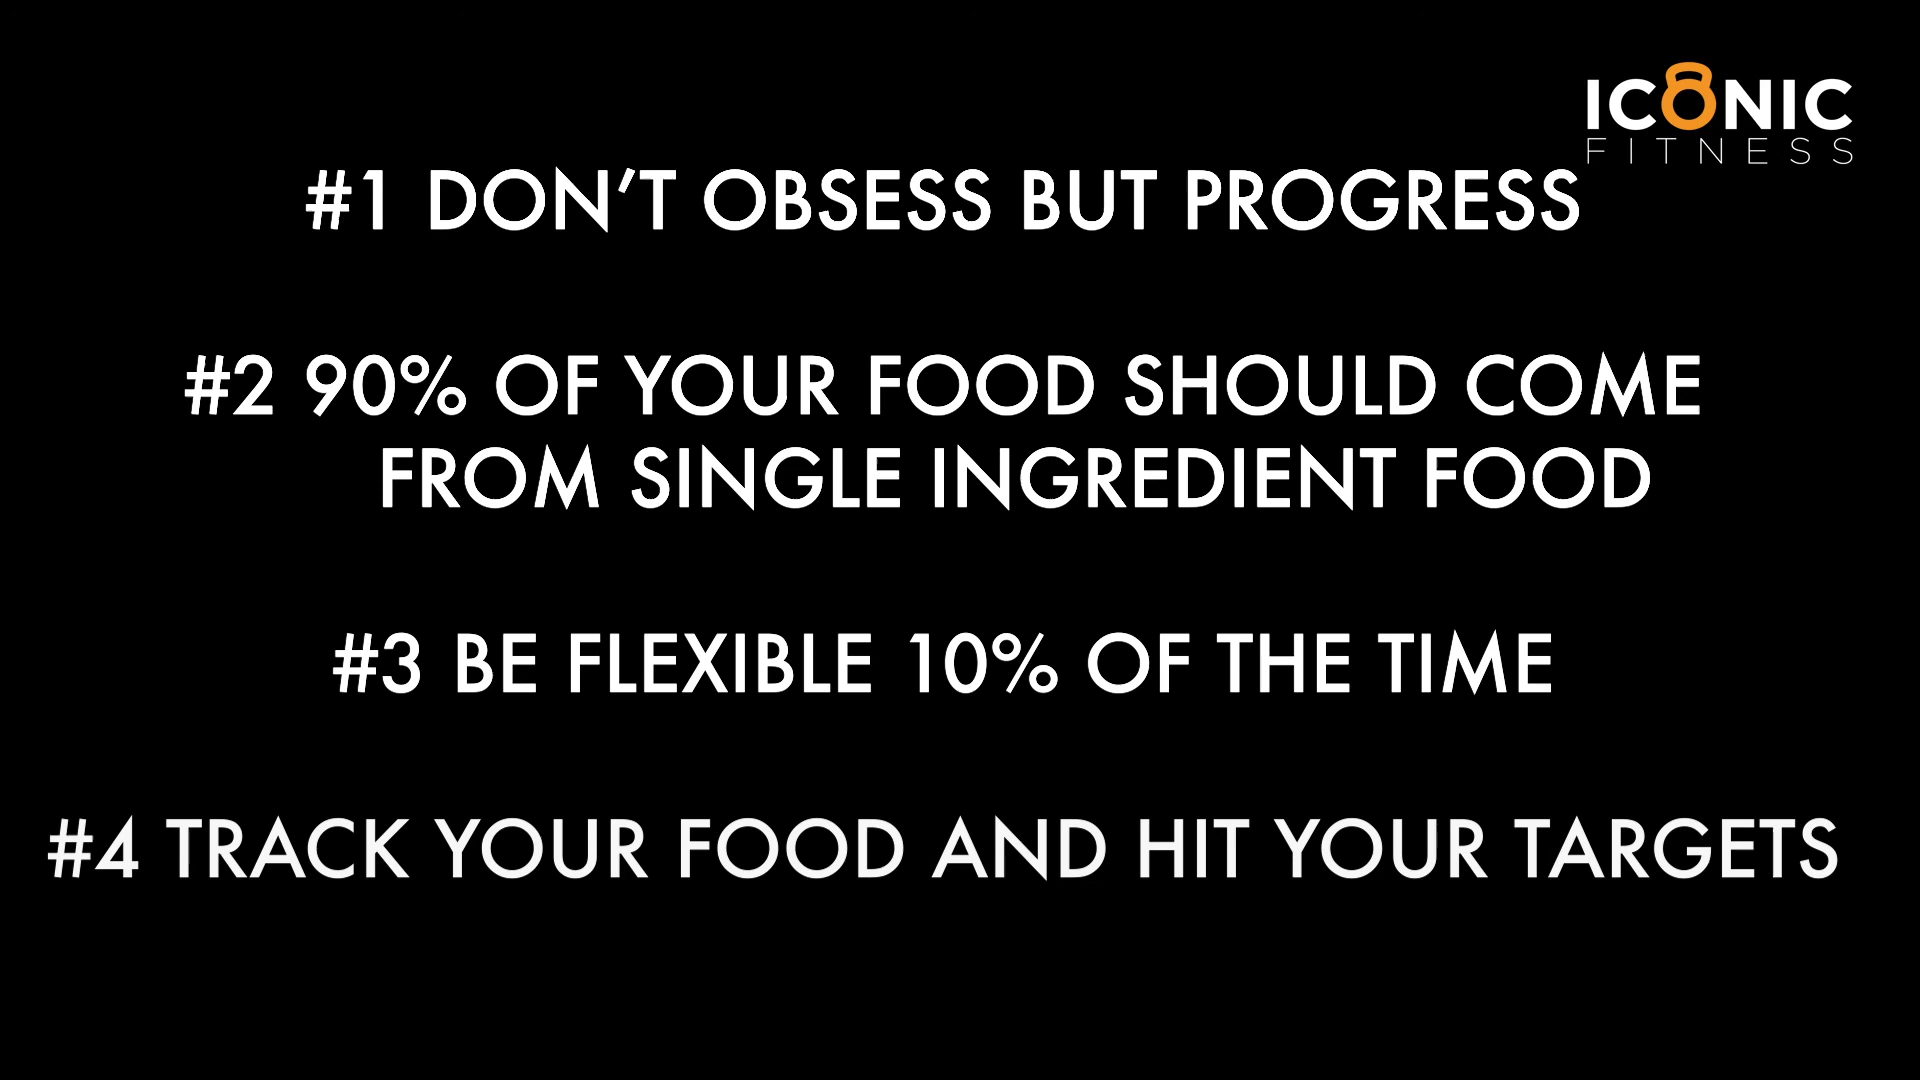 ICONIC
FITNESS
#1 DON'T OBSESS BUT PROGRESS
#2 90% OF YOUR FOOD SHOULD COME
FROM SINGLE INGREDIENT FOOD
#3 BE FLEXIBLE 10% OF THE TIME
#4 TRACK YOUR FOOD AND HIT YOUR TARGETS